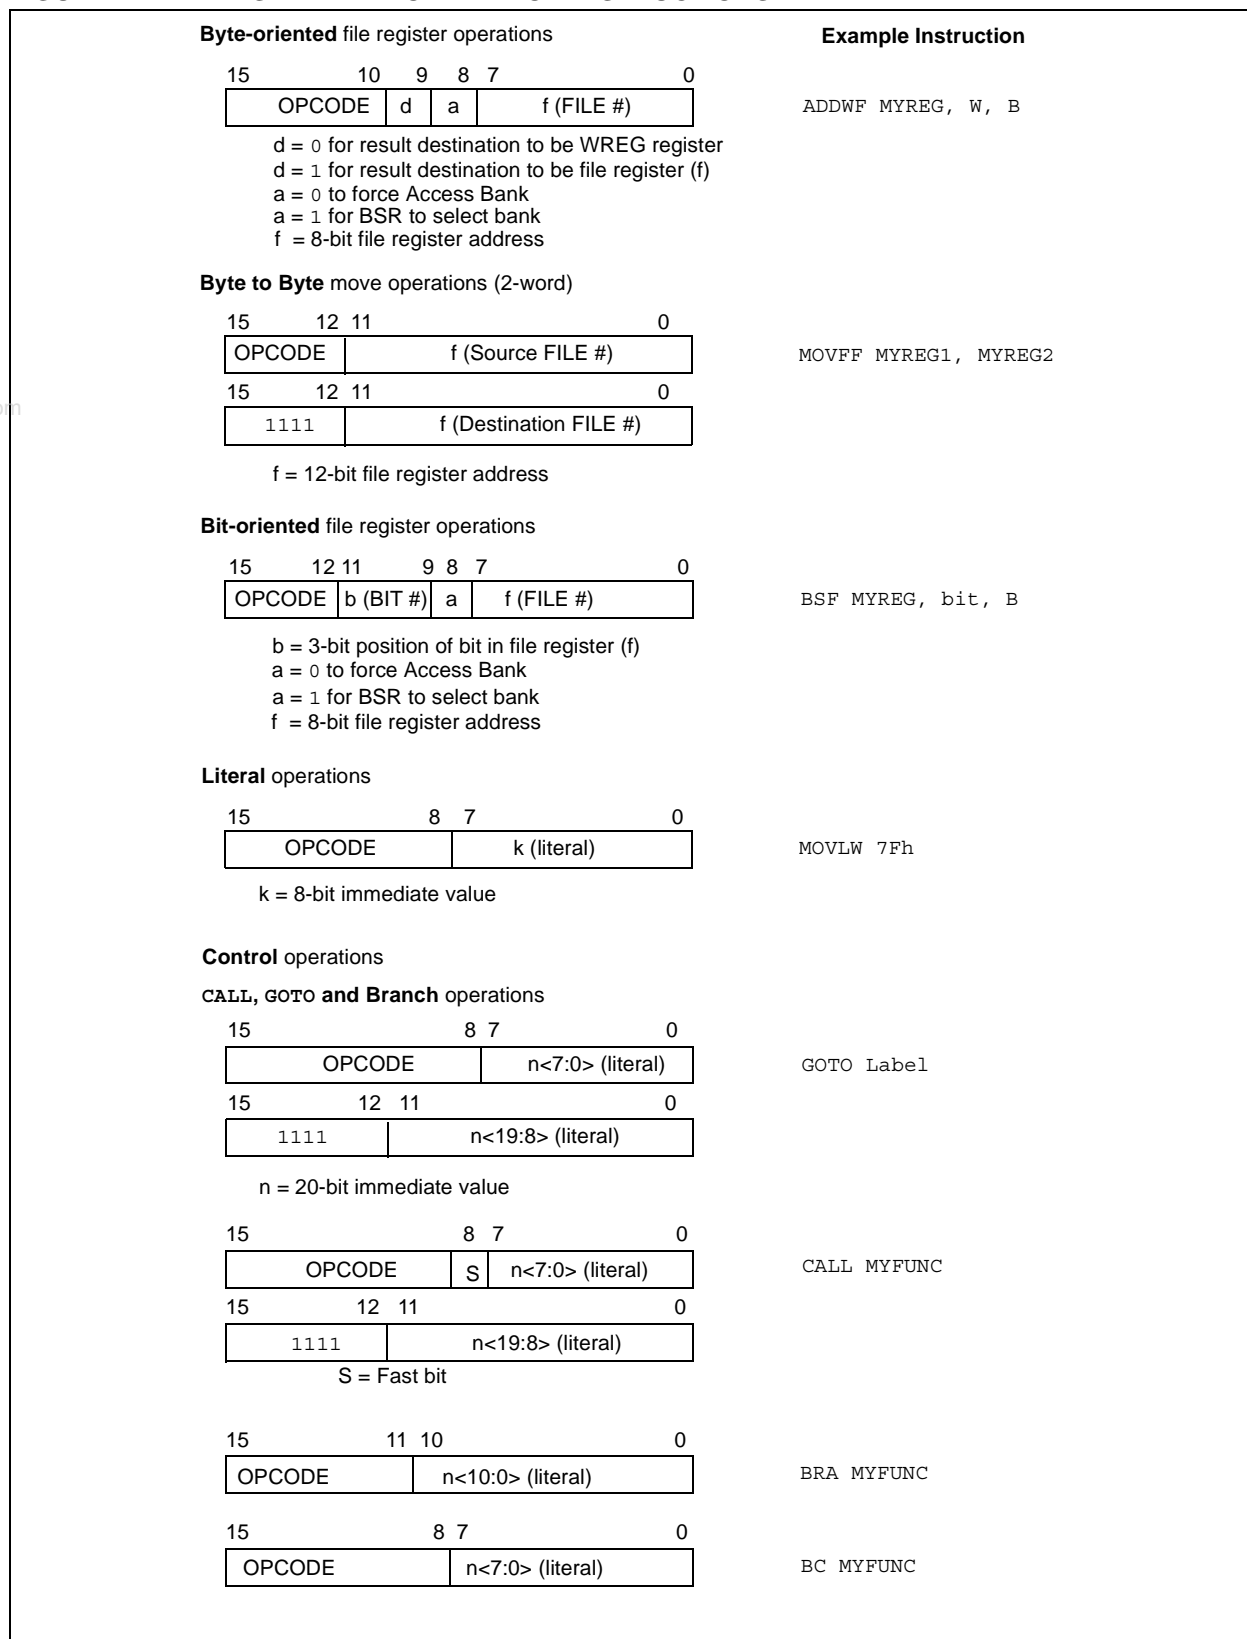 Byte-oriented file register operations Example Instruction
15 10 9 8 7 0
OPCODE d a f (FILE #) ADDWF MYREG, W, B
d = 0 for result destination to be WREG register
d = 1 for result destination to be file register (f)
a = 0 to force Access Bank
a = 1 for BSR to select bank
f = 8-bit file register address
Byte to Byte move operations (2-word)
15 12 11 0
OPCODE f (Source FILE #) MOVFF MYREG1, MYREG2
15 12 11 0
1111 f (Destination FILE #)
f = 12-bit file register address
Bit-oriented file register operations
15 12 11 9 8 7 0
OPCODE b (BIT #) a f (FILE #) BSF MYREG, bit, B
b = 3-bit position of bit in file register (f)
a = 0 to force Access Bank
a = 1 for BSR to select bank
f = 8-bit file register address
Literal operations
15 8 7 0
OPCODE k (literal) MOVLW 7Fh
k = 8-bit immediate value
Control operations
CALL, GOTO and Branch operations
15 8 7 0
OPCODE n<7:0> (literal) GOTO Label
15 12 11 0
1111 n<19:8> (literal)
n = 20-bit immediate value
15 8 7 0
OPCODE S n<7:0> (literal) CALL MYFUNC
15 12 11 0
1111 n<19:8> (literal)
S = Fast bit
15 11 10 0
OPCODE n<10:0> (literal) BRA MYFUNC
15 8 7 0
OPCODE n<7:0> (literal) BC MYFUNC